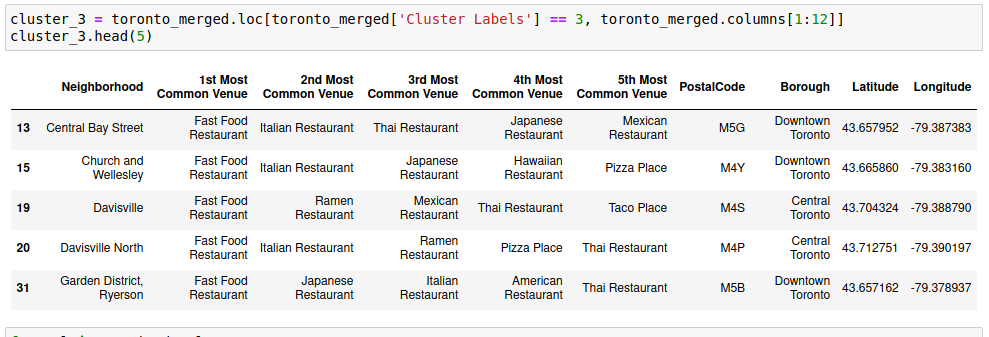 cluster_3 = toronto_merged.loc[toronto_merged['Cluster Labels'] == 3, toronto_merged.columns[1:12]]
cluster_3.head(5)
Neighborhood 1st Most Common Venue 2nd Most Common Venue 3rd Most Common Venue 4th Most Common Venue 5th Most Common Venue PostalCode Borough Latitude Longitude
13 Central Bay Street Fast Food Restaurant Italian Restaurant Thai Restaurant Japanese Restaurant Mexican Restaurant M5G Downtown Toronto 43.657952 -79.387383
15 Church and Wellesley Fast Food Restaurant Italian Restaurant Japanese Restaurant Hawaiian Restaurant Pizza Place M4Y Downtown Toronto 43.665860 -79.383160
19 Davisville Fast Food Restaurant Ramen Restaurant Mexican Restaurant Thai Restaurant Taco Place M4S Central Toronto 43.704324 -79.388790
20 Davisville North Fast Food Restaurant Italian Restaurant Ramen Restaurant Pizza Place Thai Restaurant M4P Central Toronto 43.712751 -79.390197
31 Garden District, Ryerson Fast Food Restaurant Japanese Restaurant Italian Restaurant American Restaurant Thai Restaurant M5B Downtown Toronto 43.657162 -79.378937